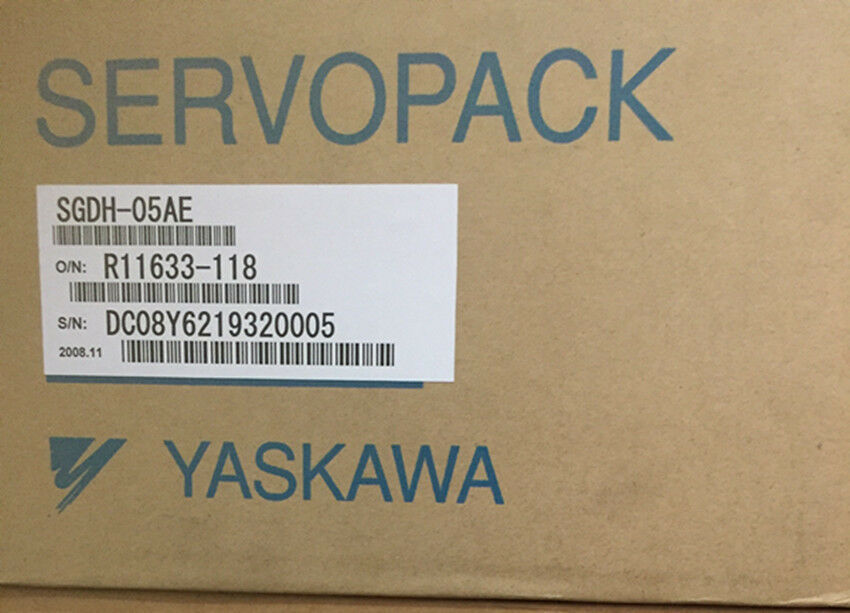 SERVOPACK
SGDH-05AE
O/N: R11633-118
S/N: DC08Y6219320005
2008.11
YASKAWA